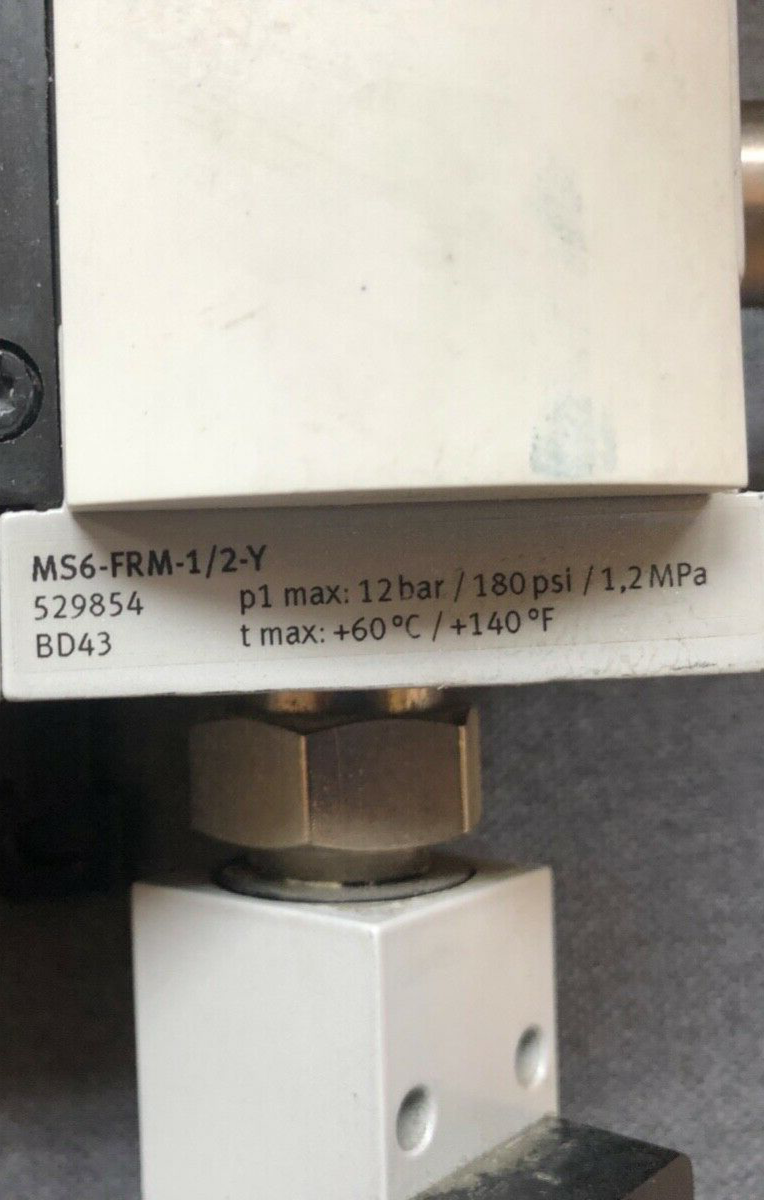 MS6-FRM-1/2-Y
529854 p1 max: 12 bar / 180 psi / 1,2 MPa
BD43 t max: +60 °C / +140 °F